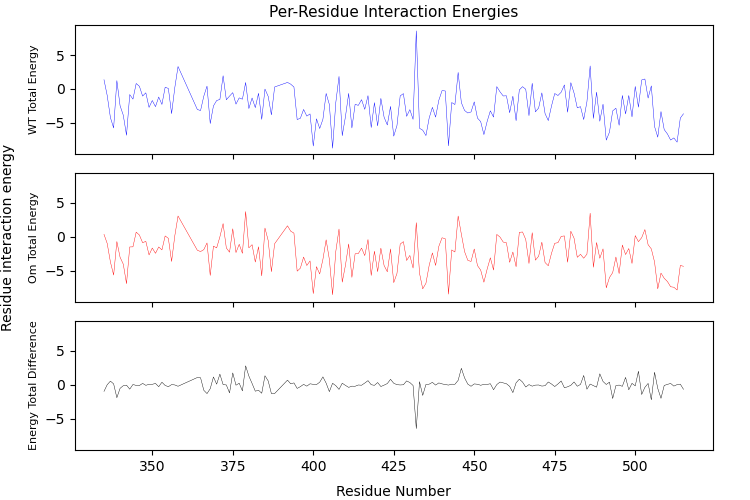 Per-Residue Interaction Energies
Residue interaction energy
WT Total Energy
5
0
−5
Om Total Energy
5
0
−5
Energy Total Difference
5
0
−5
350
375
400
425
450
475
500
Residue Number